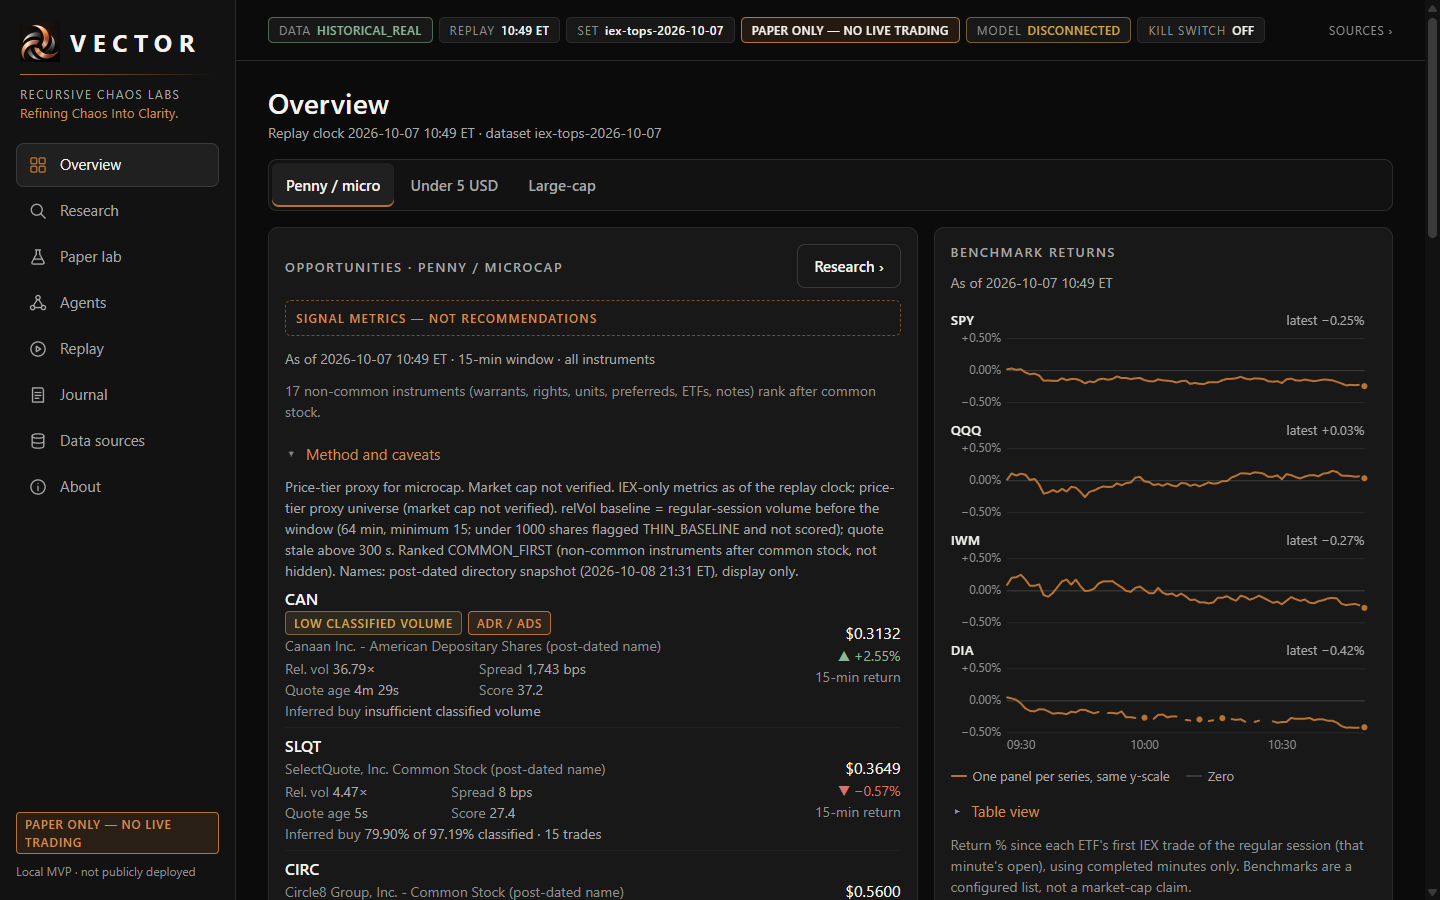 VECTOR
RECURSIVE CHAOS LABS
Refining Chaos Into Clarity.
Overview
Research
Paper lab
Agents
Replay
Journal
Data sources
About
PAPER ONLY — NO LIVE
TRADING
Local MVP · not publicly deployed
DATA HISTORICAL_REAL
REPLAY 10:49 ET
SET iex-tops-2026-10-07
PAPER ONLY — NO LIVE TRADING
MODEL DISCONNECTED
KILL SWITCH OFF
SOURCES ›
Overview
Replay clock 2026-10-07 10:49 ET · dataset iex-tops-2026-10-07
Penny / micro
Under 5 USD
Large-cap
OPPORTUNITIES · PENNY / MICROCAP
Research ›
SIGNAL METRICS — NOT RECOMMENDATIONS
As of 2026-10-07 10:49 ET · 15-min window · all instruments
17 non-common instruments (warrants, rights, units, preferreds, ETFs, notes) rank after common
stock.
▾ Method and caveats
Price-tier proxy for microcap. Market cap not verified. IEX-only metrics as of the replay clock; price-
tier proxy universe (market cap not verified). relVol baseline = regular-session volume before the
window (64 min, minimum 15; under 1000 shares flagged THIN_BASELINE and not scored); quote
stale above 300 s. Ranked COMMON_FIRST (non-common instruments after common stock, not
hidden). Names: post-dated directory snapshot (2026-10-08 21:31 ET), display only.
CAN
LOW CLASSIFIED VOLUME
ADR / ADS
Canaan Inc. - American Depositary Shares (post-dated name)
Rel. vol 36.79× Spread 1,743 bps
Quote age 4m 29s Score 37.2
Inferred buy insufficient classified volume
$0.3132
▲ +2.55%
15-min return
SLQT
SelectQuote, Inc. Common Stock (post-dated name)
Rel. vol 4.47× Spread 8 bps
Quote age 5s Score 27.4
Inferred buy 79.90% of 97.19% classified · 15 trades
$0.3649
▼ −0.57%
15-min return
CIRC
Circle8 Group, Inc. - Common Stock (post-dated name)
$0.5600
BENCHMARK RETURNS
As of 2026-10-07 10:49 ET
SPY latest −0.25%
+0.50%
0.00%
−0.50%
QQQ latest +0.03%
+0.50%
0.00%
−0.50%
IWM latest −0.27%
+0.50%
0.00%
−0.50%
DIA latest −0.42%
+0.50%
0.00%
−0.50%
09:30 10:00 10:30
One panel per series, same y-scale Zero
▸ Table view
Return % since each ETF's first IEX trade of the regular session (that
minute's open), using completed minutes only. Benchmarks are a
configured list, not a market-cap claim.